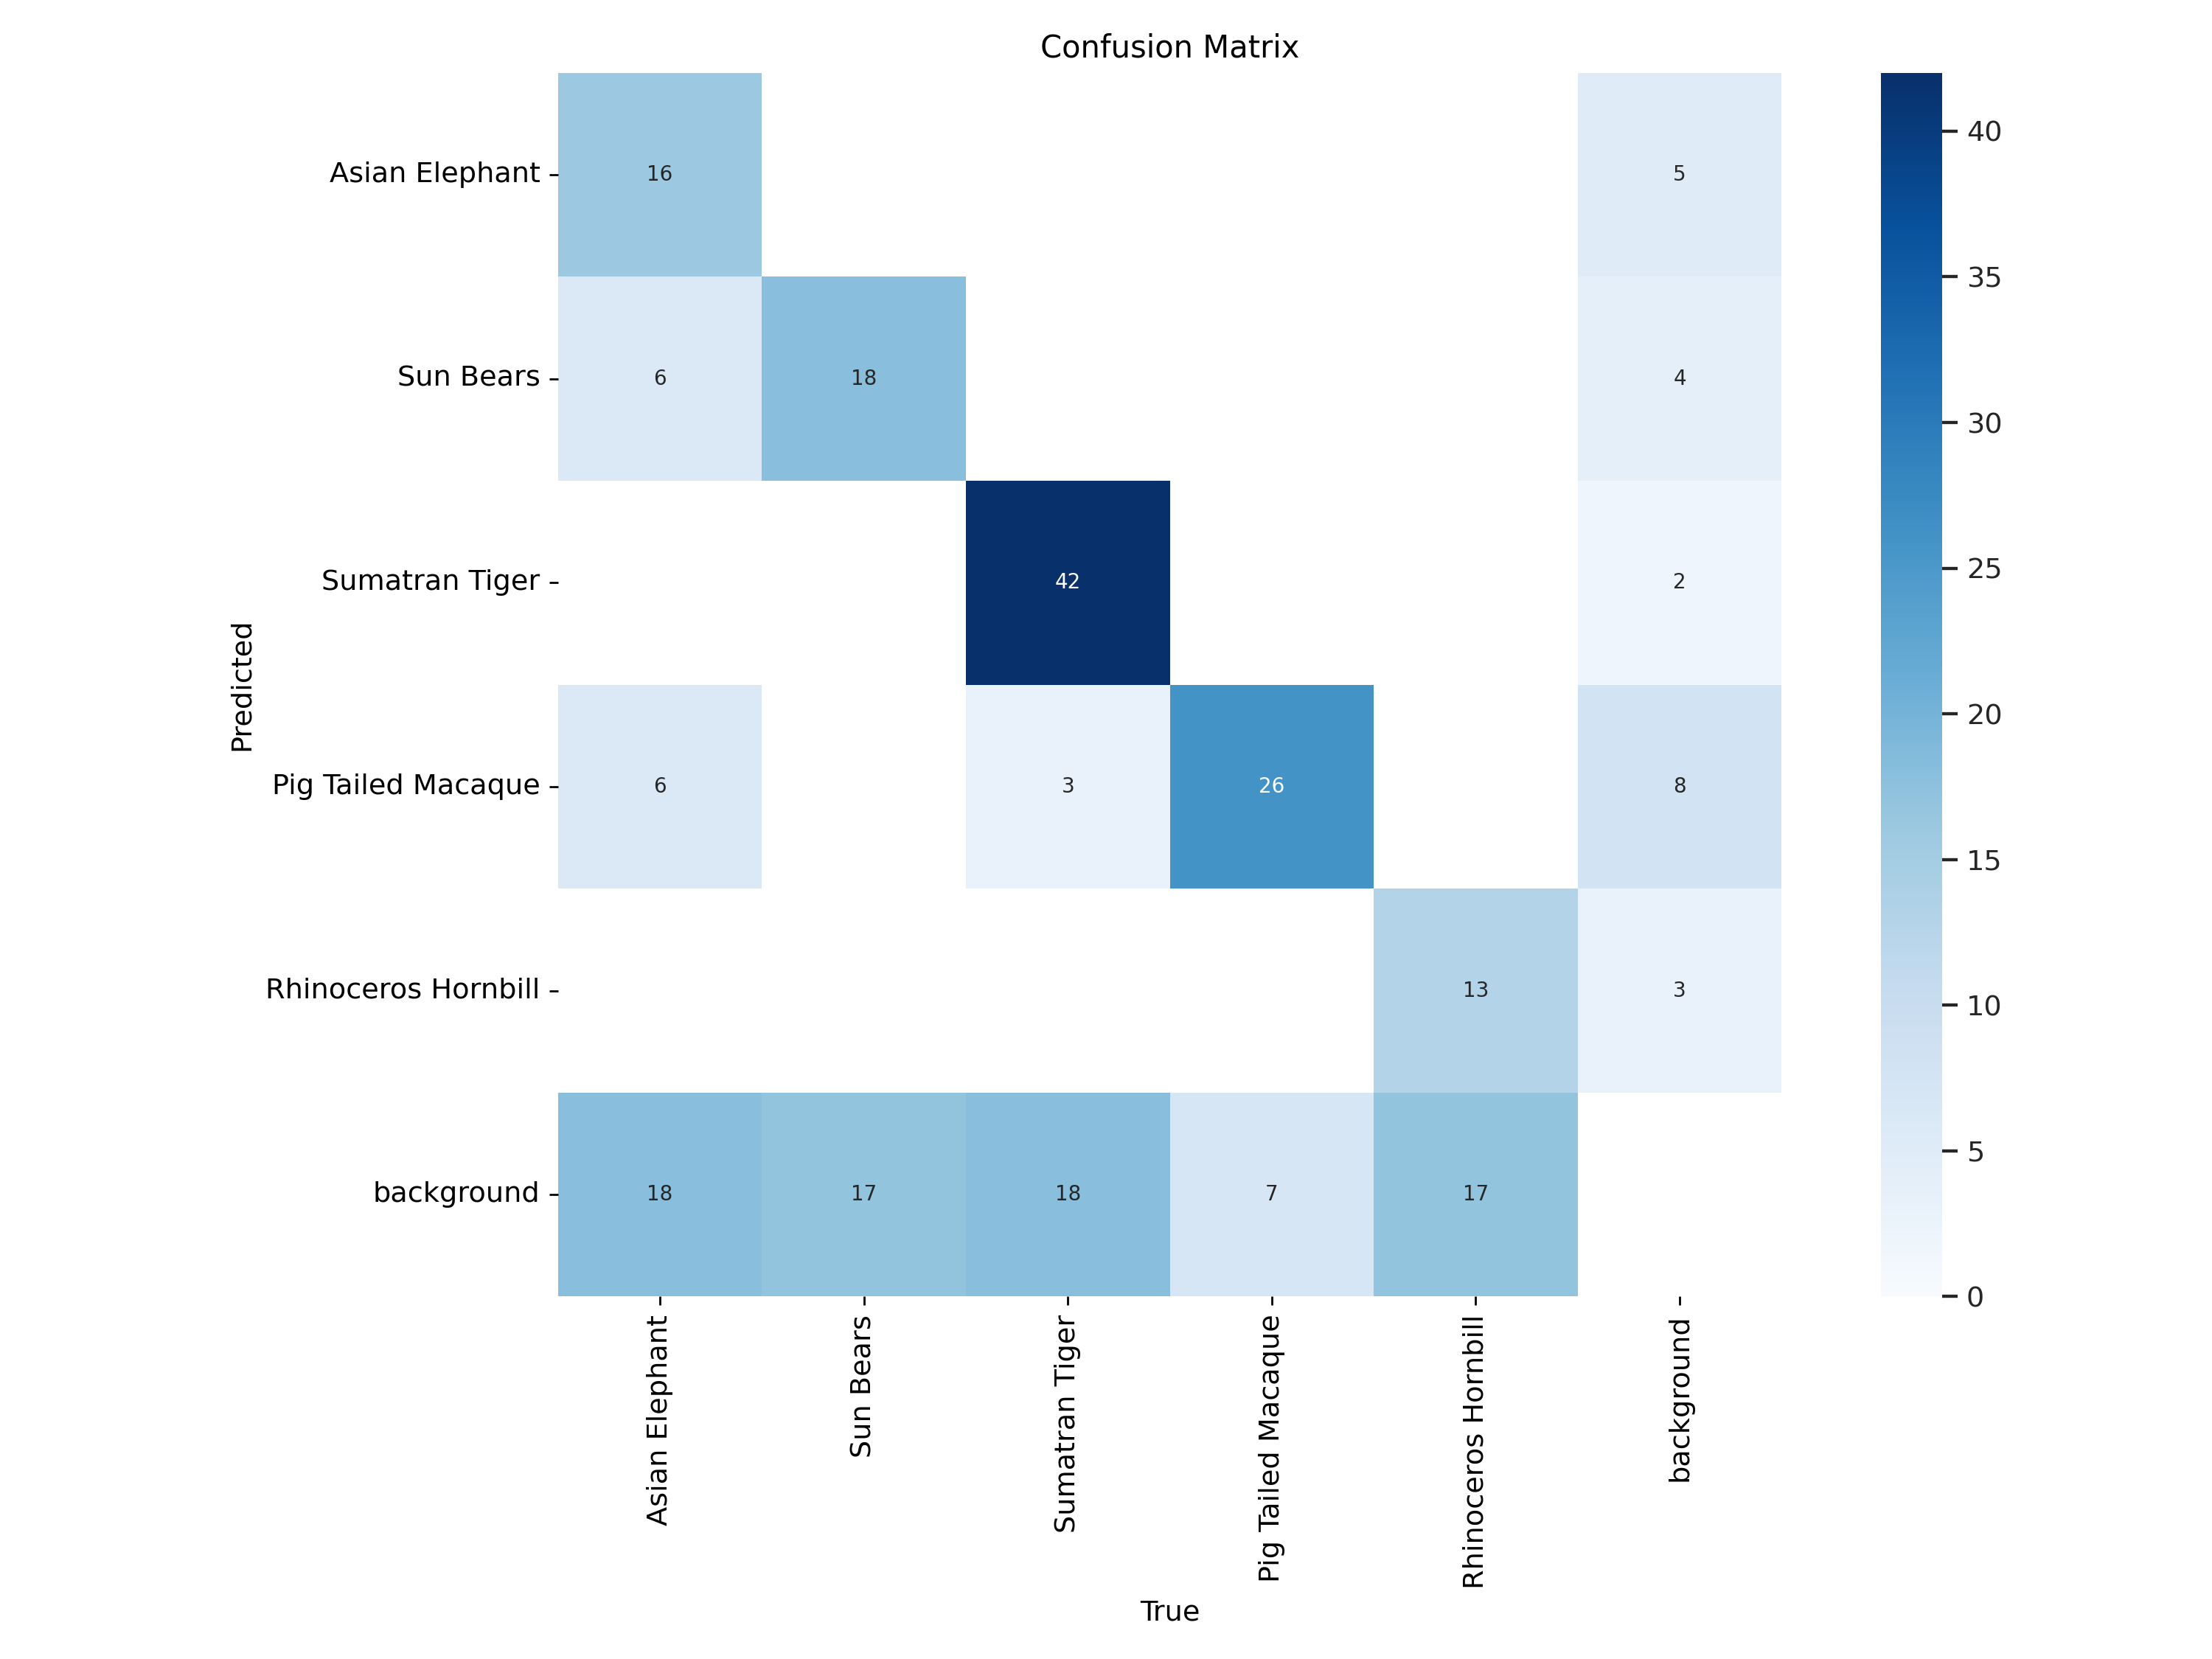 Confusion Matrix
Asian Elephant 16 5
Sun Bears 6 18 4
Sumatran Tiger 42 2
Pig Tailed Macaque 6 3 26 8
Rhinoceros Hornbill 13 3
background 18 17 18 7 17
Predicted
Asian Elephant
Sun Bears
Sumatran Tiger
Pig Tailed Macaque
Rhinoceros Hornbill
background
True
40
35
30
25
20
15
10
5
0